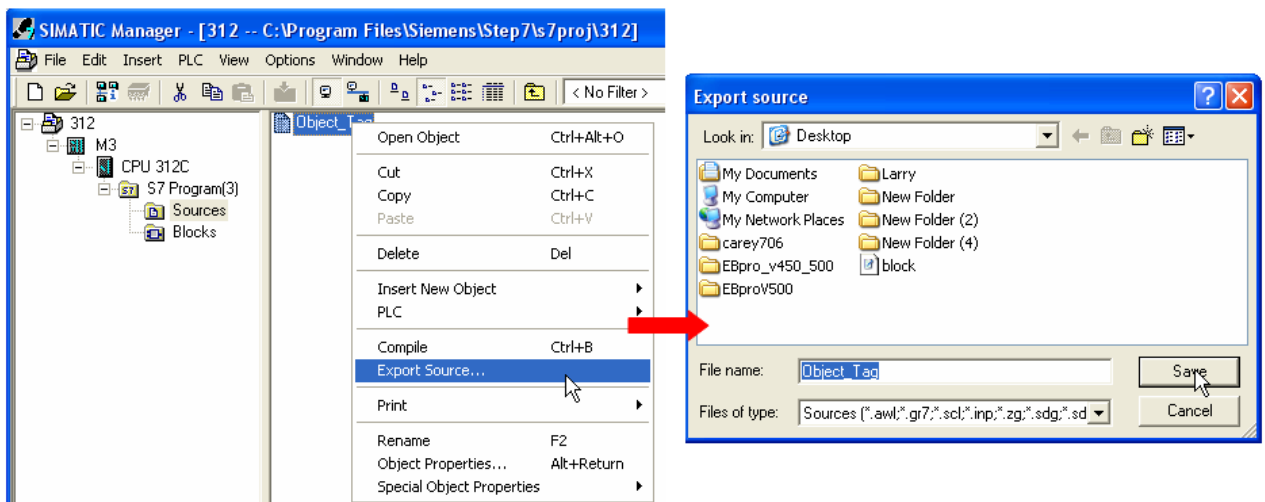 SIMATIC Manager - [312 -- C:\Program Files\Siemens\Step7\s7proj\312]
File Edit Insert PLC View Options Window Help
< No Filter >
312
M3
CPU 312C
S7 Program(3)
Sources
Blocks
Object_Tag
Open Object Ctrl+Alt+O
Cut Ctrl+X
Copy Ctrl+C
Paste Ctrl+V
Delete Del
Insert New Object
PLC
Compile Ctrl+B
Export Source...
Print
Rename F2
Object Properties... Alt+Return
Special Object Properties
Export source
Look in: Desktop
My Documents Larry
My Computer New Folder
My Network Places New Folder (2)
carey706 New Folder (4)
EBpro_v450_500 block
EBproV500
File name: Object_Tag Save
Files of type: Sources (*.awl;*.gr7;*.scl;*.inp;*.zg;*.sdg;*.sd Cancel